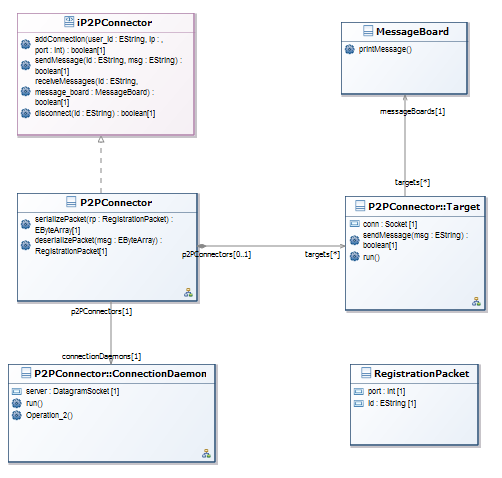 iP2PConnector
addConnection(user_id : EString, ip : ,
port : int) : boolean[1]
sendMessage(id : EString, msg : EString) :
boolean[1]
receiveMessages(id : EString,
message_board : MessageBoard) :
boolean[1]
disconnect(id : EString) : boolean[1]
MessageBoard
printMessage()
messageBoards[1]
targets[*]
P2PConnector
serializePacket(rp : RegistrationPacket) :
EByteArray[1]
deserializePacket(msg : EByteArray) :
RegistrationPacket[1]
P2PConnector::Target
conn : Socket [1]
sendMessage(msg : EString) :
boolean[1]
run()
p2PConnectors[0..1]
targets[*]
p2PConnectors[1]
connectionDaemons[1]
P2PConnector::ConnectionDaemon
server : DatagramSocket [1]
run()
Operation_2()
RegistrationPacket
port : int [1]
id : EString [1]